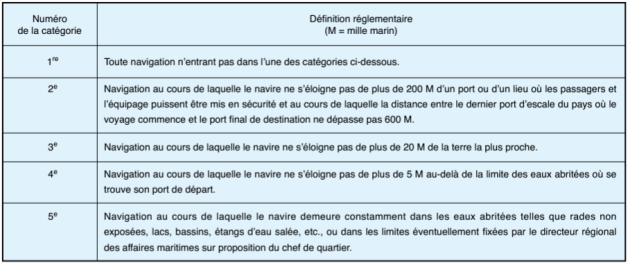 Numéro
de la catégorie
Définition réglementaire
(M = mille marin)
1re
Toute navigation n'entrant pas dans l'une des catégories ci-dessous.
2e
Navigation au cours de laquelle le navire ne s'éloigne pas de plus de 200 M d'un port ou d'un lieu où les passagers et
l'équipage puissent être mis en sécurité et au cours de laquelle la distance entre le dernier port d'escale du pays où le
voyage commence et le port final de destination ne dépasse pas 600 M.
3e
Navigation au cours de laquelle le navire ne s'éloigne pas de plus de 20 M de la terre la plus proche.
4e
Navigation au cours de laquelle le navire ne s'éloigne pas de plus de 5 M au-delà de la limite des eaux abritées où se
trouve son port de départ.
5e
Navigation au cours de laquelle le navire demeure constamment dans les eaux abritées telles que rades non
exposées, lacs, bassins, étangs d'eau salée, etc., ou dans les limites éventuellement fixées par le directeur régional
des affaires maritimes sur proposition du chef de quartier.